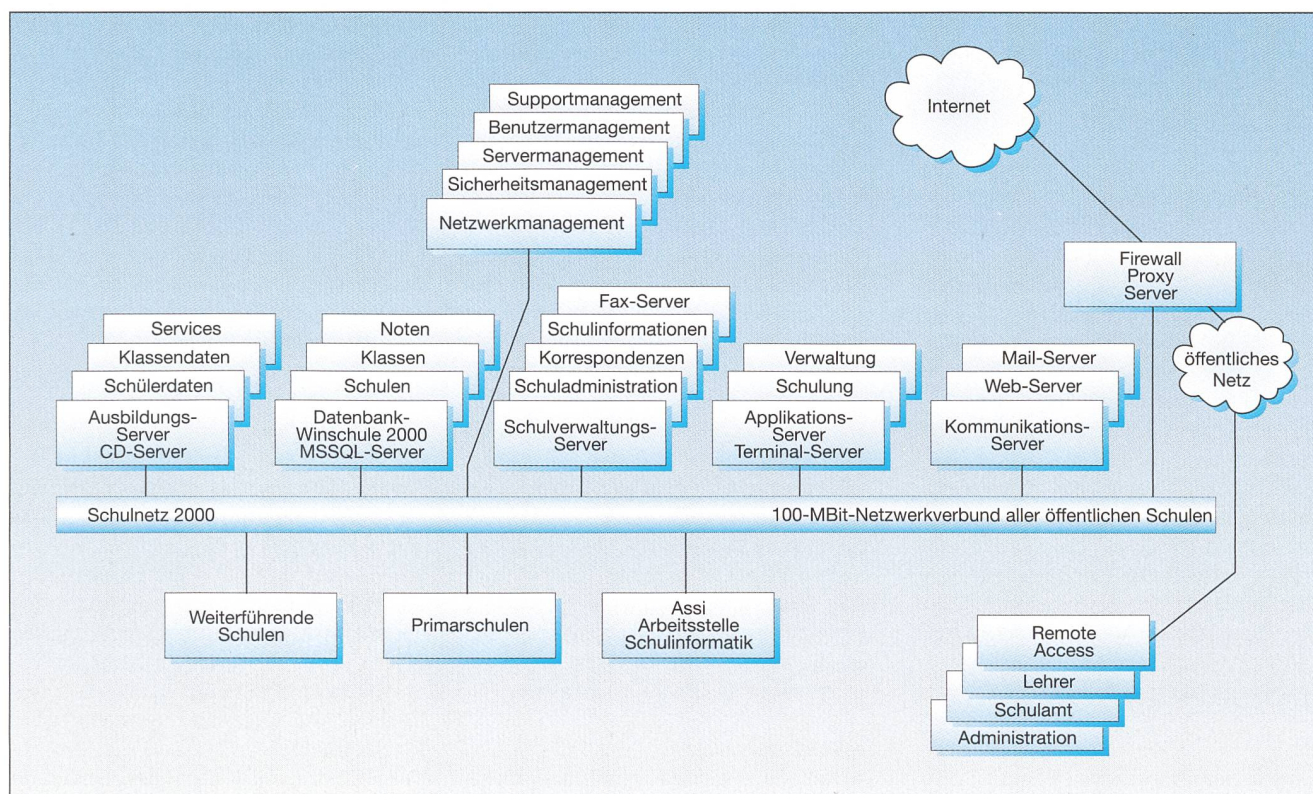 Supportmanagement
Benutzermanagement
Servermanagement
Sicherheitsmanagement
Netzwerkmanagement
Internet
Firewall
Proxy
Server
öffentliches
Netz
Services
Klassendaten
Schülerdaten
Ausbildungs-
Server
CD-Server
Noten
Klassen
Schulen
Datenbank-
Winschule 2000
MSSQL-Server
Fax-Server
Schulinformationen
Korrespondenzen
Schuladministration
Schulverwaltungs-
Server
Verwaltung
Schulung
Applikations-
Server
Terminal-Server
Mail-Server
Web-Server
Kommunikations-
Server
Schulnetz 2000
100-MBit-Netzwerkverbund aller öffentlichen Schulen
Weiterführende
Schulen
Primarschulen
Assi
Arbeitsstelle
Schulinformatik
Remote
Access
Lehrer
Schulamt
Administration